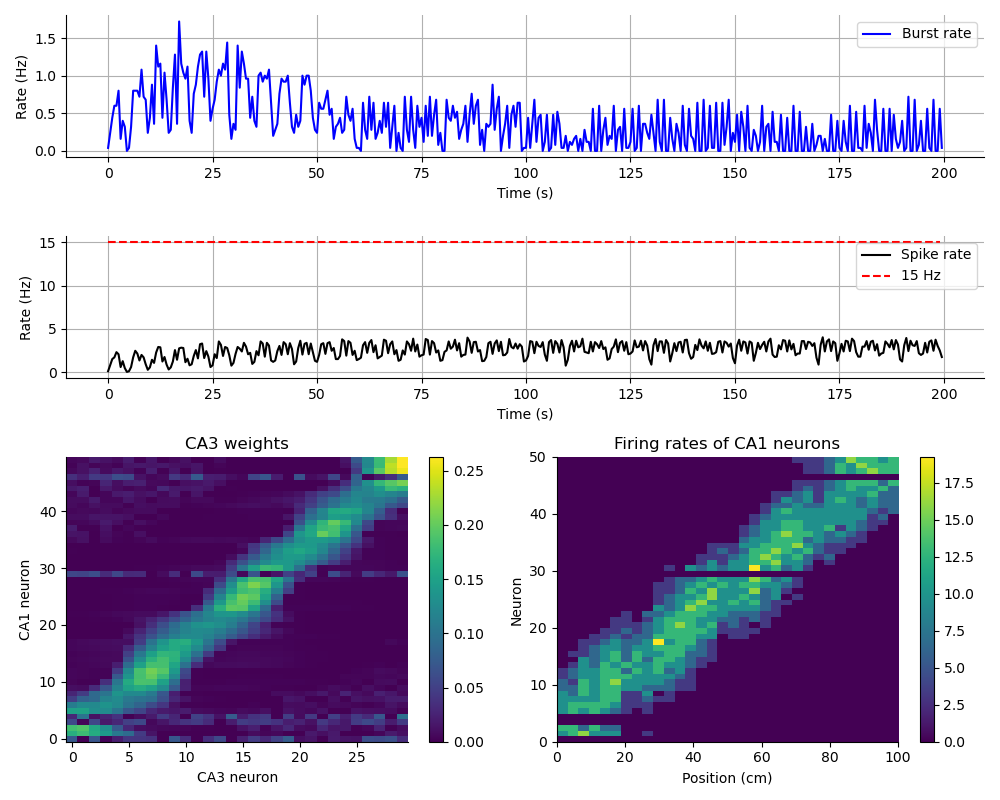 Rate (Hz)
1.5
1.0
0.5
0.0
Burst rate
0 25 50 75 100 125 150 175 200
Time (s)
Rate (Hz)
15
10
5
0
Spike rate
15 Hz
0 25 50 75 100 125 150 175 200
Time (s)
CA3 weights
CA1 neuron
40
30
20
10
0
0 5 10 15 20 25
CA3 neuron
0.25
0.20
0.15
0.10
0.05
0.00
Firing rates of CA1 neurons
Neuron
50
40
30
20
10
0
0 20 40 60 80 100
Position (cm)
17.5
15.0
12.5
10.0
7.5
5.0
2.5
0.0